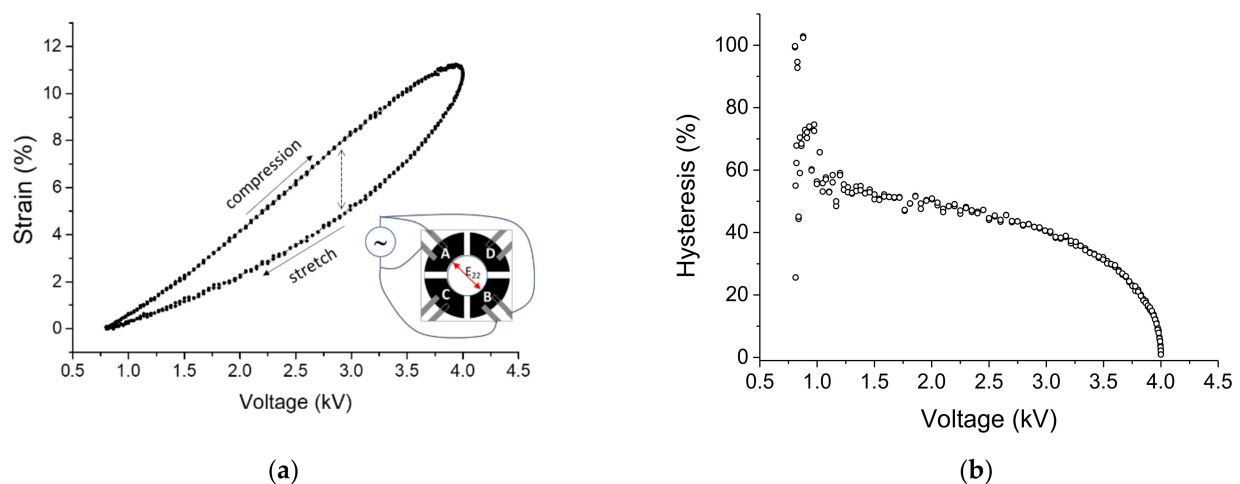 12
10
8
6
4
2
0
Strain (%)
compression
stretch
~
A
D
E22
C
B
0.5 1.0 1.5 2.0 2.5 3.0 3.5 4.0 4.5
Voltage (kV)
(a)
100
80
60
40
20
0
Hysteresis (%)
0.5 1.0 1.5 2.0 2.5 3.0 3.5 4.0 4.5
Voltage (kV)
(b)